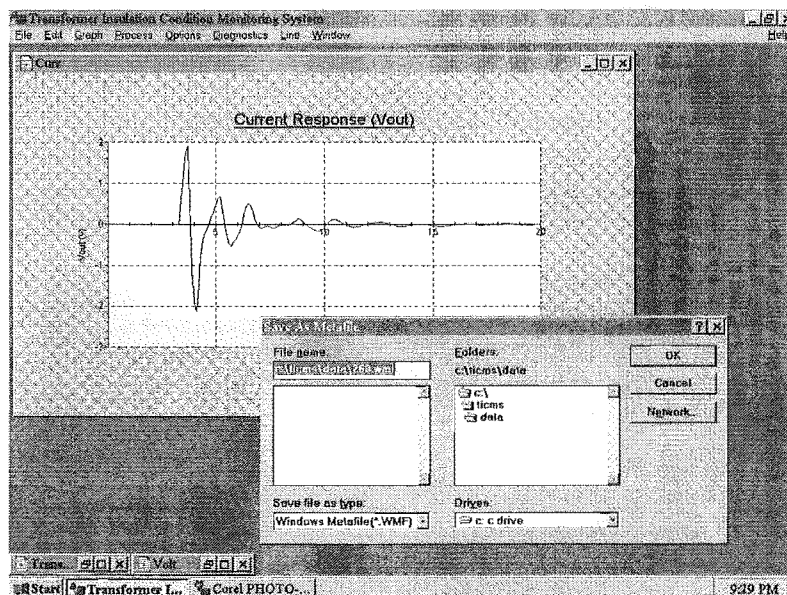 Transformer Insulation Condition Monitoring System
File Edit Graph Process Options Diagnostics Link Window Help
Curr
Current Response (Vout)
2
1
0
5 10 15 20
Vout(V)
Save As Metafile
File name:
Folders:
OK
c:\ticms\data
Cancel
c:\
ticms
Network...
data
Save file as type:
Drives:
Windows Metafile(*.WMF)
c: c drive
Trans... Volt
Start Transformer I... Corel PHOTO-... 9:29 PM